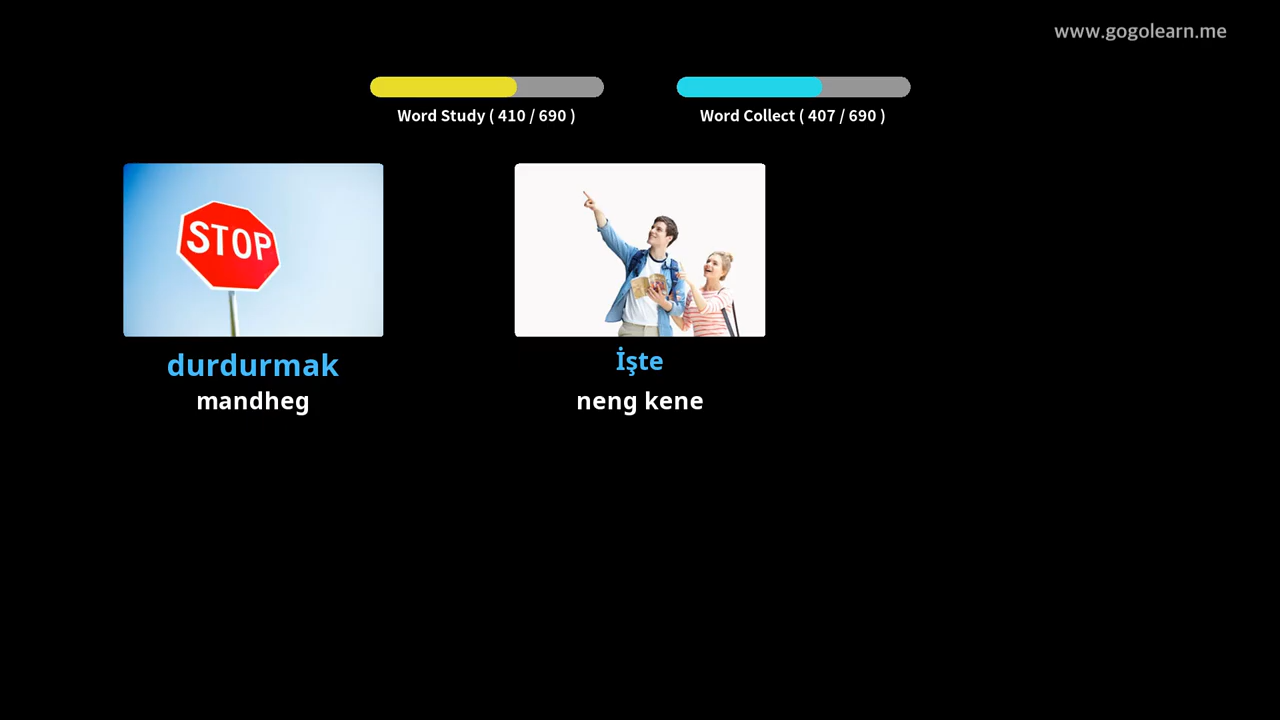 www.gogolearn.me
Word Study ( 410 / 690 )
Word Collect ( 407 / 690 )
STOP
durdurmak
mandheg
İşte
neng kene